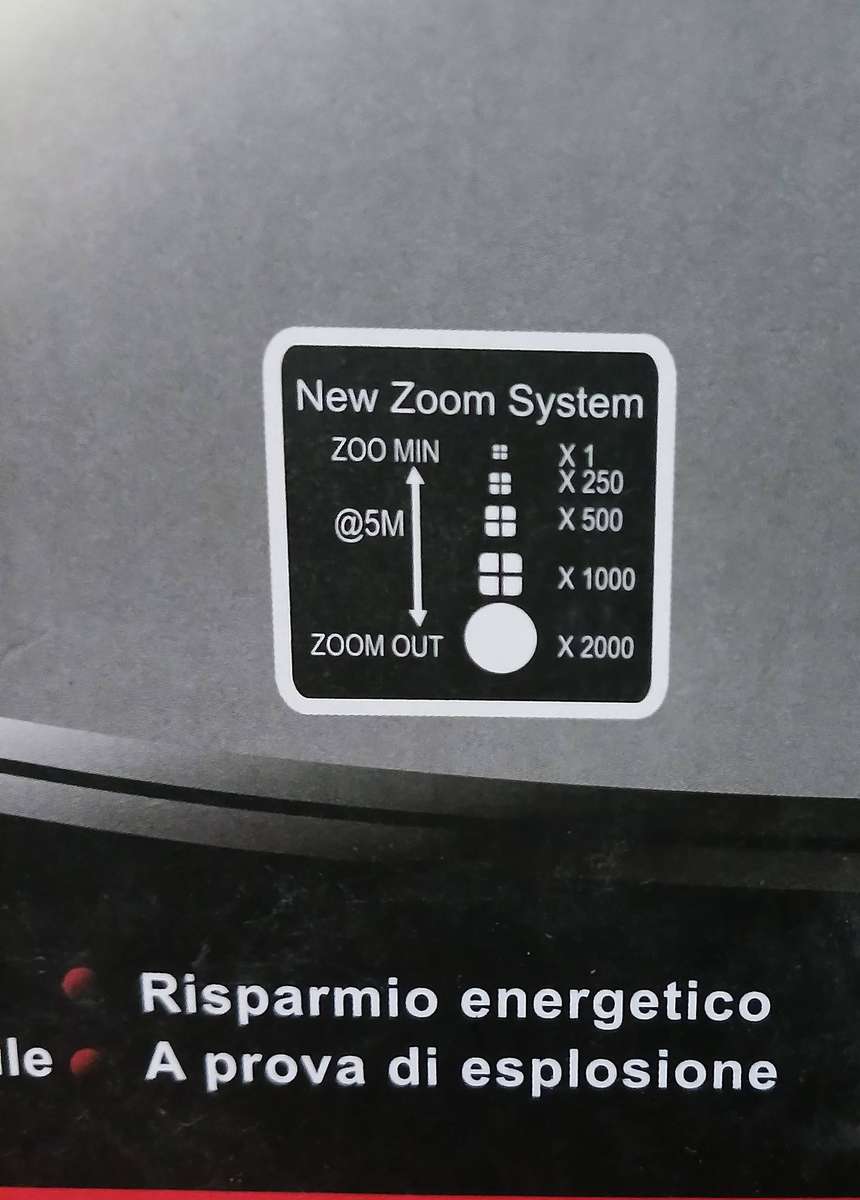 New Zoom System
ZOO MIN X 1
X 250
@5M X 500
X 1000
ZOOM OUT X 2000
Risparmio energetico
le A prova di esplosione